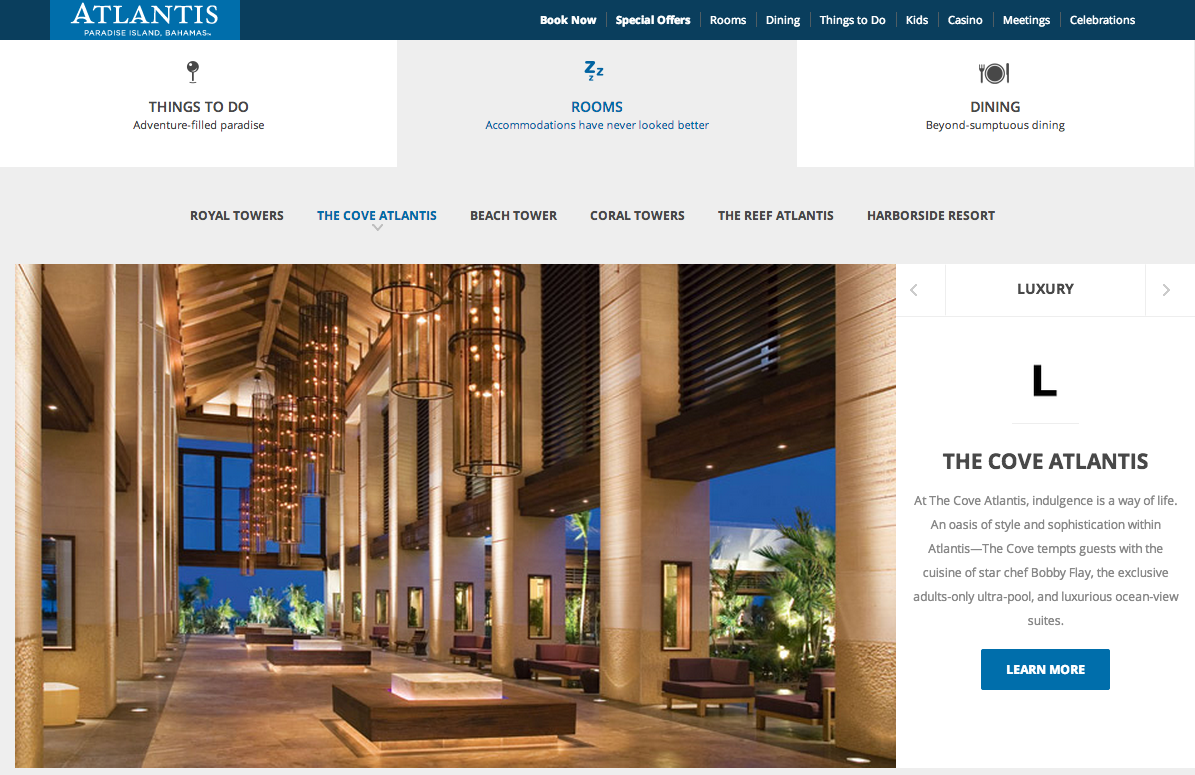 ATLANTIS
PARADISE ISLAND, BAHAMAS™
Book Now
Special Offers
Rooms
Dining
Things to Do
Kids
Casino
Meetings
Celebrations
THINGS TO DO
Adventure-filled paradise
Z Z Z
ROOMS
Accommodations have never looked better
DINING
Beyond-sumptuous dining
ROYAL TOWERS
THE COVE ATLANTIS
BEACH TOWER
CORAL TOWERS
THE REEF ATLANTIS
HARBORSIDE RESORT
LUXURY
L
THE COVE ATLANTIS
At The Cove Atlantis, indulgence is a way of life.
An oasis of style and sophistication within
Atlantis—The Cove tempts guests with the
cuisine of star chef Bobby Flay, the exclusive
adults-only ultra-pool, and luxurious ocean-view
suites.
LEARN MORE